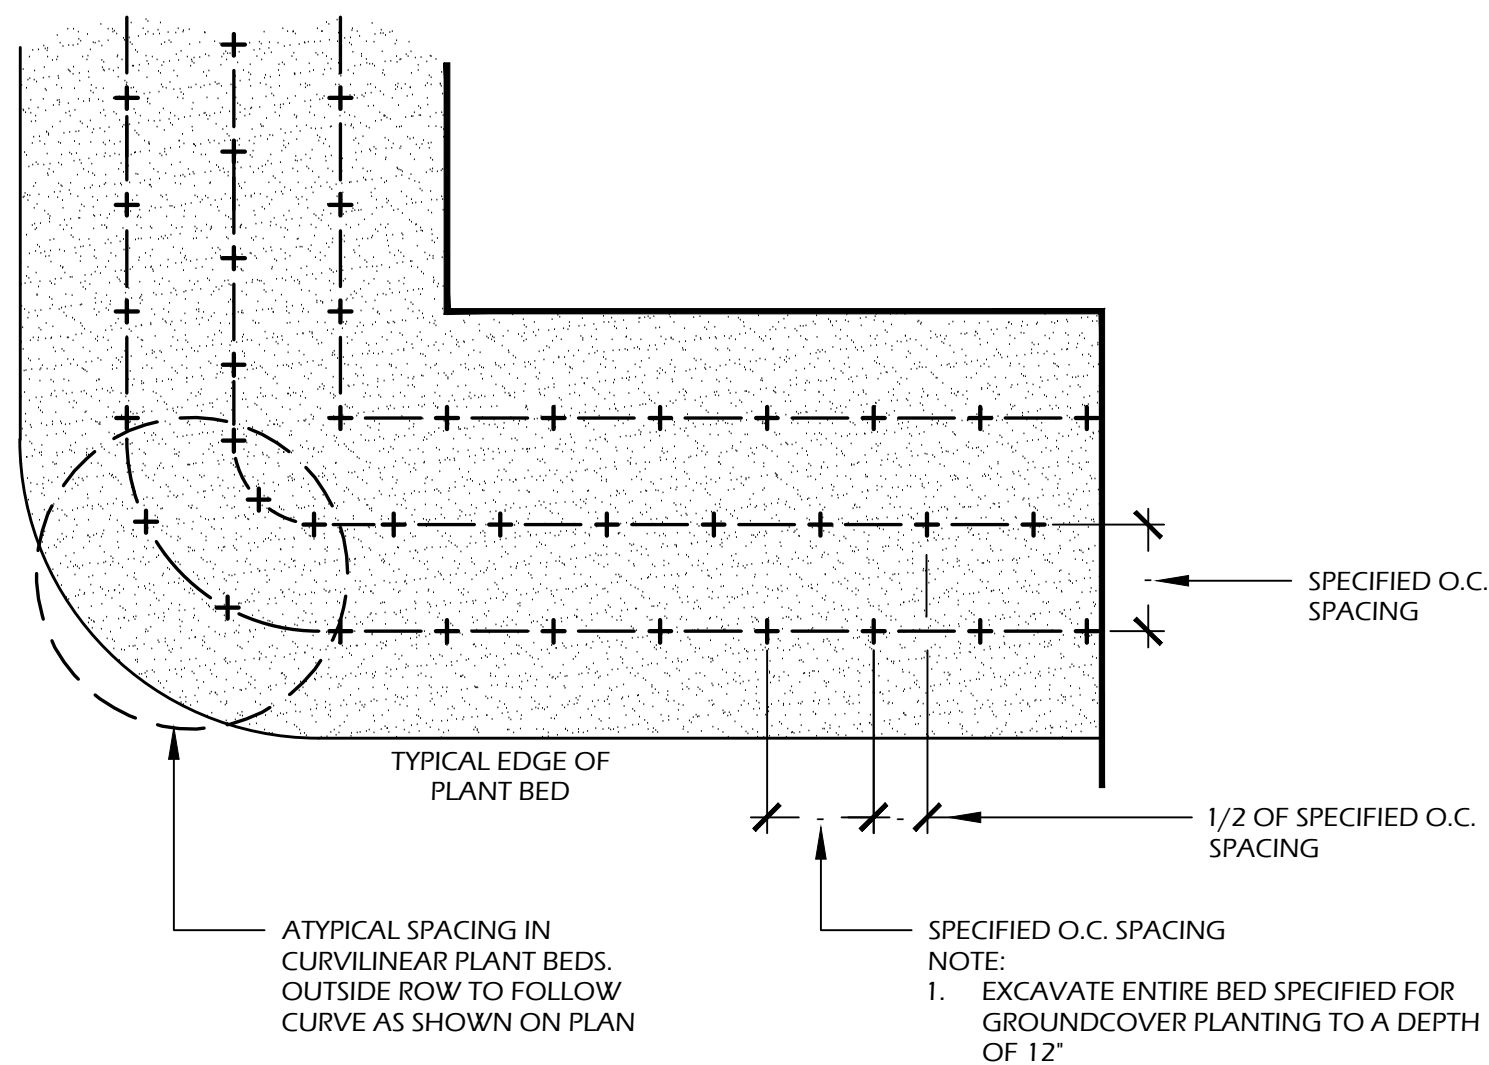 SPECIFIED O.C.
SPACING
TYPICAL EDGE OF
PLANT BED
1/2 OF SPECIFIED O.C.
SPACING
ATYPICAL SPACING IN
CURVILINEAR PLANT BEDS.
OUTSIDE ROW TO FOLLOW
CURVE AS SHOWN ON PLAN
SPECIFIED O.C. SPACING
NOTE:
1. EXCAVATE ENTIRE BED SPECIFIED FOR
GROUNDCOVER PLANTING TO A DEPTH
OF 12"